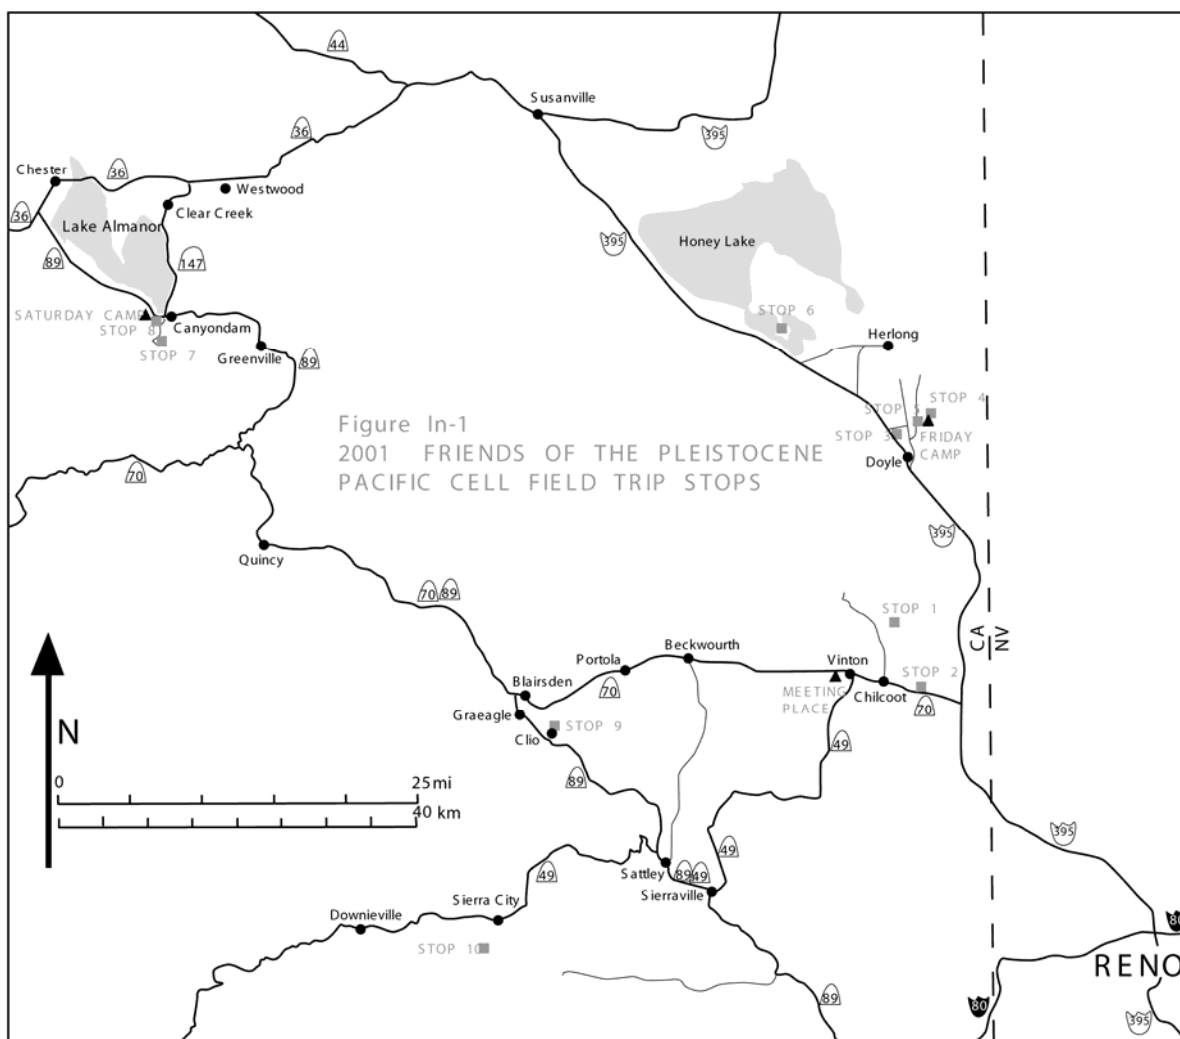 44
Susanville
36
395
Chester
36
Westwood
36
Clear Creek
Lake Almanor
Honey Lake
395
89
147
SATURDAY CAMP
STOP 8
Canyondam
STOP 6
Herlong
STOP 7
Greenville
89
STOP 4
STOP 5
Figure In-1
2001 FRIENDS OF THE PLEISTOCENE
PACIFIC CELL FIELD TRIP STOPS
STOP 3
FRIDAY
CAMP
Doyle
70
395
Quincy
70
89
STOP 1
CA
NV
Beckwourth
Portola
Vinton
STOP 2
Blairsden
70
MEETING
PLACE
Chilcoot
70
Graeagle
STOP 9
Clio
N
49
89
0
25mi
40 km
395
49
49
Sattley
89
49
Sierraville
Sierra City
Downieville
STOP 10
80
RENO
89
80
395